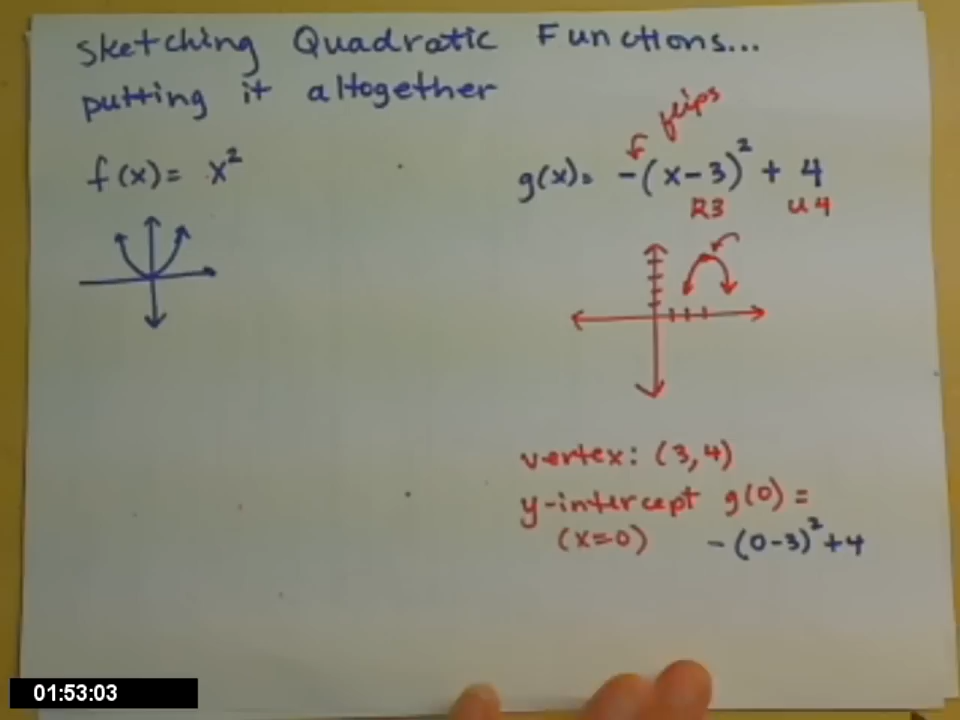 Sketching Quadratic Functions...
putting it altogether
f(x) = x²
flips
g(x) = -(x-3)² + 4
R3 U4
vertex: (3,4)
y-intercept g(0) =
(x=0) -(0-3)²+4
01:53:03